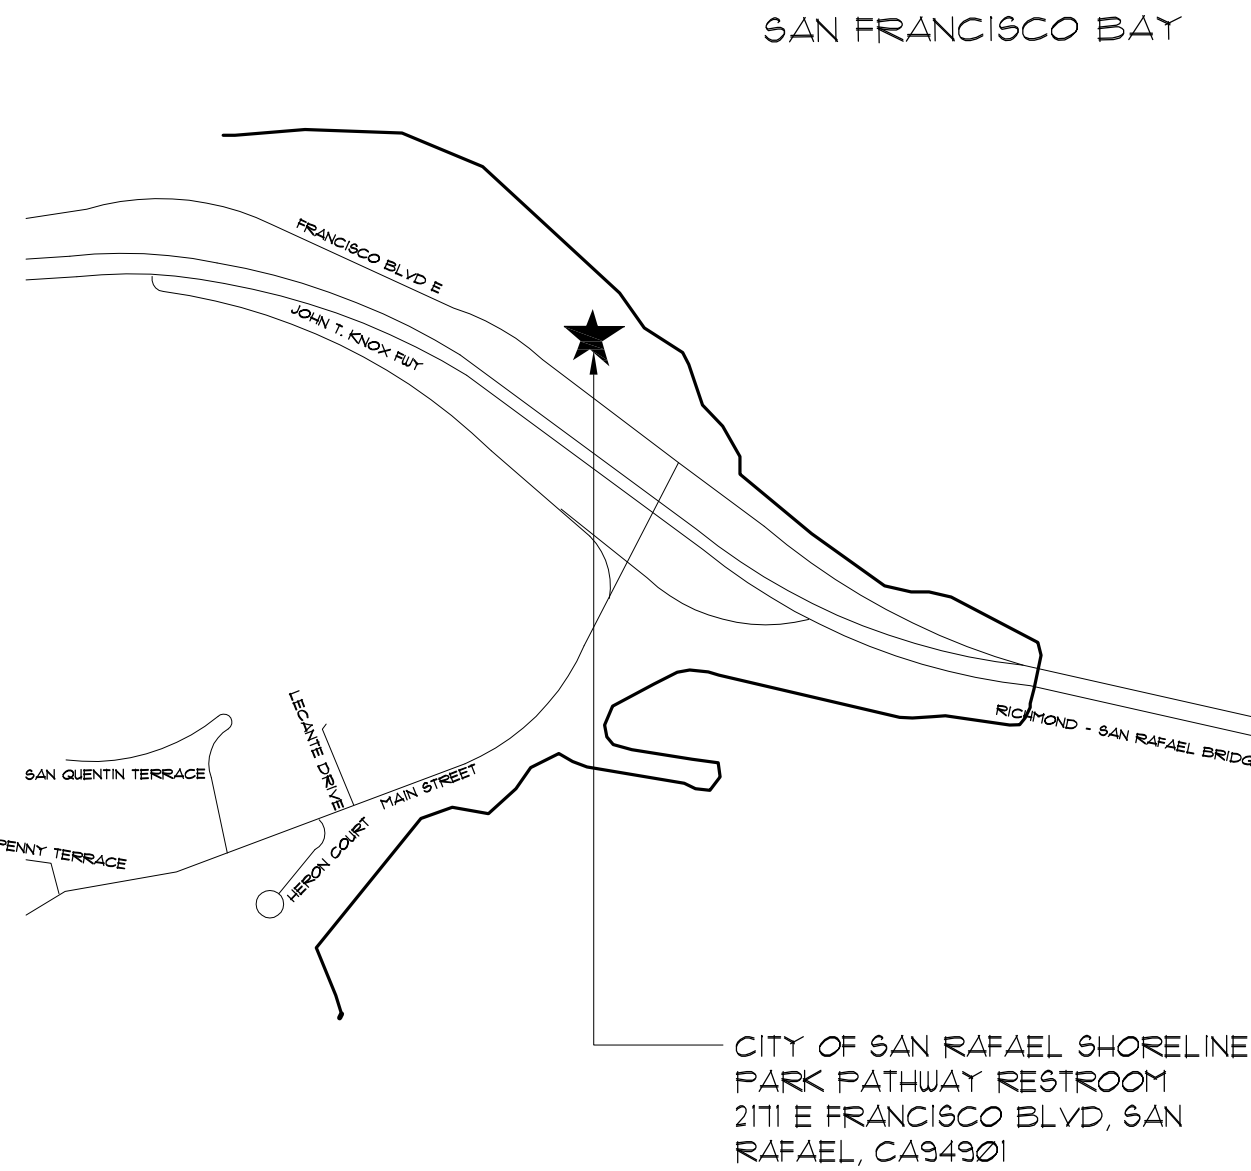 SAN FRANCISCO BAY
FRANCISCO BLVD E
JOHN T. KNOX FWY
RICHMOND - SAN RAFAEL BRIDG
LECANTE DRIVE
SAN QUENTIN TERRACE
MAIN STREET
HERON COURT
PENNY TERRACE
CITY OF SAN RAFAEL SHORELINE
PARK PATHWAY RESTROOM
2171 E FRANCISCO BLVD, SAN
RAFAEL, CA94901